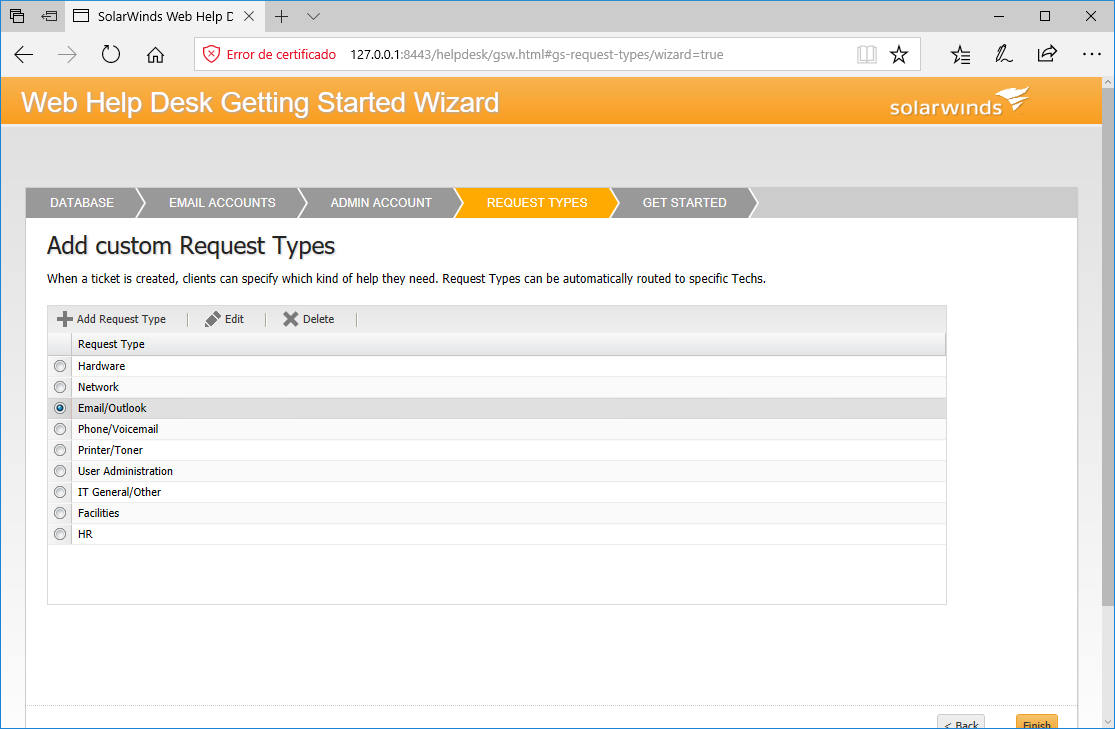 SolarWinds Web Help D
Error de certificado 127.0.0.1:8443/helpdesk/gsw.html#gs-request-types/wizard=true
Web Help Desk Getting Started Wizard
solarwinds
DATABASE EMAIL ACCOUNTS ADMIN ACCOUNT REQUEST TYPES GET STARTED
Add custom Request Types
When a ticket is created, clients can specify which kind of help they need. Request Types can be automatically routed to specific Techs.
Add Request Type Edit Delete
Request Type
Hardware
Network
Email/Outlook
Phone/Voicemail
Printer/Toner
User Administration
IT General/Other
Facilities
HR
< Back Finish